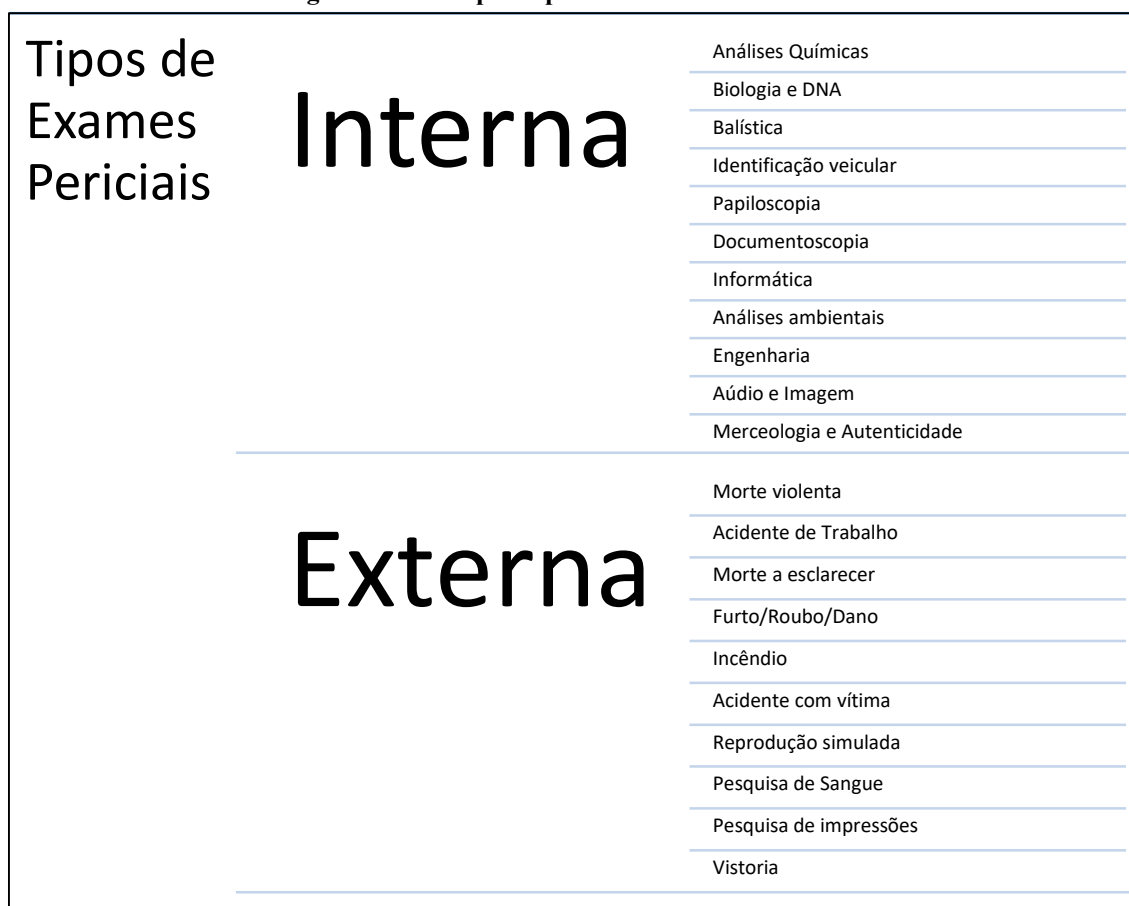 Tipos de
Exames
Periciais
Interna
Análises Químicas
Biologia e DNA
Balística
Identificação veicular
Papiloscopia
Documentoscopia
Informática
Análises ambientais
Engenharia
Aúdio e Imagem
Merceologia e Autenticidade
Externa
Morte violenta
Acidente de Trabalho
Morte a esclarecer
Furto/Roubo/Dano
Incêndio
Acidente com vítima
Reprodução simulada
Pesquisa de Sangue
Pesquisa de impressões
Vistoria